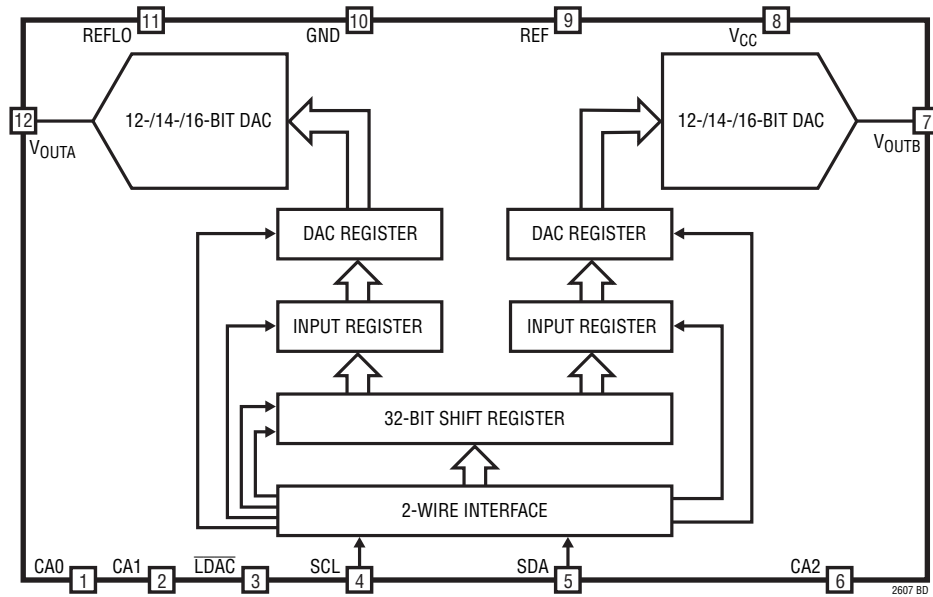 11 10 9 8
REFLO GND REF VCC
12 12-/14-/16-BIT DAC 12-/14-/16-BIT DAC 7
VOUTA VOUTB
DAC REGISTER DAC REGISTER
INPUT REGISTER INPUT REGISTER
32-BIT SHIFT REGISTER
2-WIRE INTERFACE
CA0 CA1 LDAC SCL SDA CA2
1 2 3 4 5 6
2607 BD